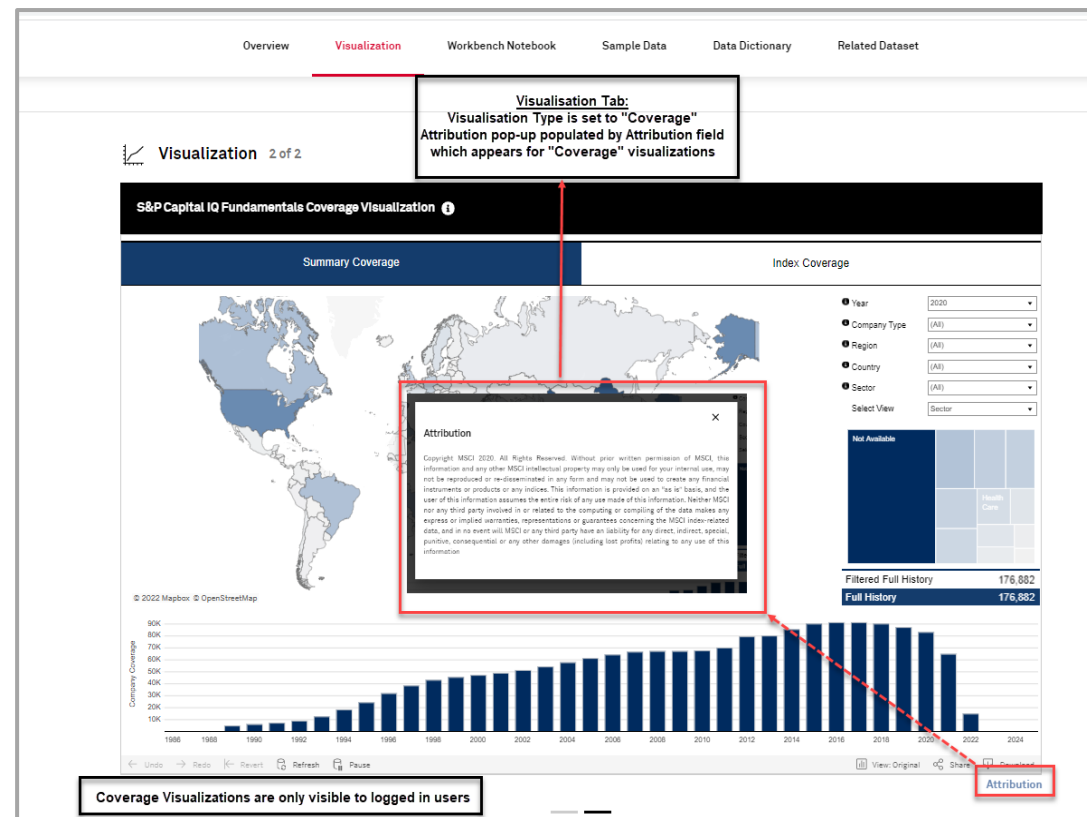 Overview Visualization Workbench Notebook Sample Data Data Dictionary Related Dataset
Visualisation Tab:
Visualisation Type is set to "Coverage"
Attribution pop-up populated by Attribution field
which appears for "Coverage" visualizations
Visualization 2 of 2
S&P Capital IQ Fundamentals Coverage Visualization
Summary Coverage Index Coverage
Year 2020
Company Type (All)
Region (All)
Country (All)
Sector (All)
Select View Sector
Attribution
Copyright MSCI 2020. All Rights Reserved. Without prior written permission of MSCI, this
information and any other MSCI intellectual property may only be used for your internal use, may
not be reproduced or re-disseminated in any form and may not be used to create any financial
instruments or products or any indices. This information is provided on an "as is" basis, and the
user of this information assumes the entire risk of any use made of this information. Neither MSCI
nor any third party involved in or related to the computing or compiling of the data makes any
express or implied warranties, representations or guarantees concerning the MSCI index-related
data, and in no event will MSCI or any third party have an liability for any direct, indirect, special,
punitive, consequential or any other damages (including lost profits) relating to any use of this
information
Not Available
Health
Care
Filtered Full History 176,882
Full History 176,882
© 2022 Mapbox © OpenStreetMap
Company Coverage
90K
80K
70K
60K
50K
40K
30K
20K
10K
1986 1988 1990 1992 1994 1996 1998 2000 2002 2004 2006 2008 2010 2012 2014 2016 2018 2020 2022 2024
Undo Redo Revert Refresh Pause View: Original Share Download
Attribution
Coverage Visualizations are only visible to logged in users